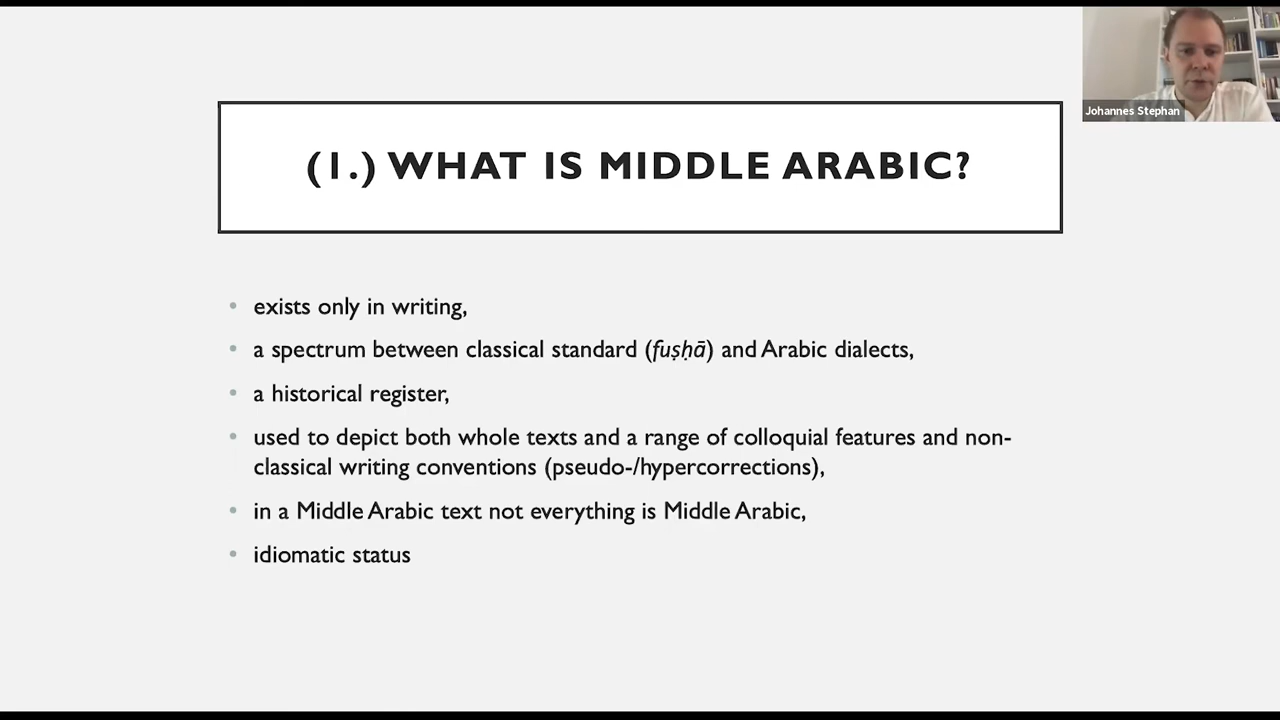 Johannes Stephan
(1.) WHAT IS MIDDLE ARABIC?
• exists only in writing,
• a spectrum between classical standard (fuṣḥā) and Arabic dialects,
• a historical register,
• used to depict both whole texts and a range of colloquial features and non-
classical writing conventions (pseudo-/hypercorrections),
• in a Middle Arabic text not everything is Middle Arabic,
• idiomatic status